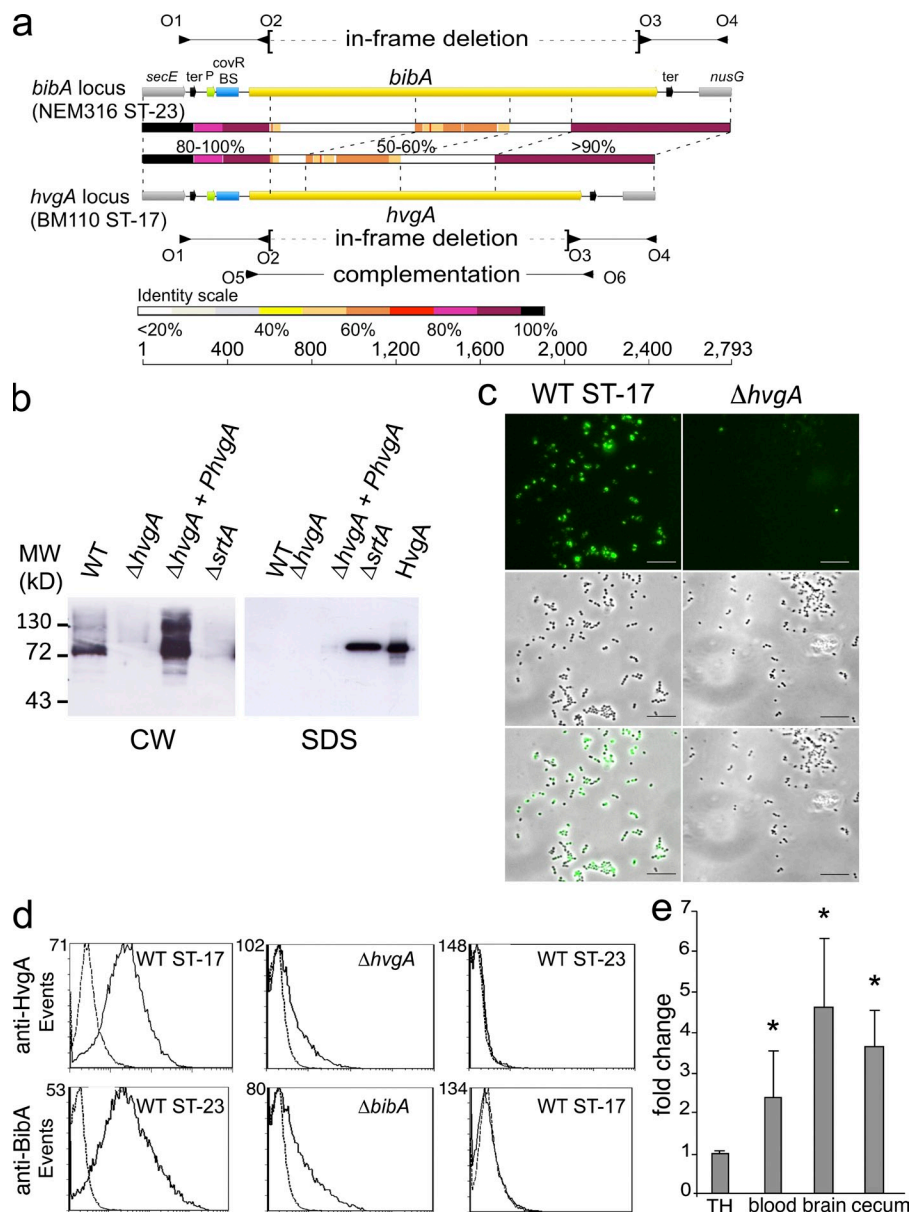 a
O1 O2 O3 O4
in-frame deletion
secE ter P covR BS bibA ter nusG
bibA locus
(NEM316 ST-23)
80-100% 50-60% >90%
hvgA locus
(BM110 ST-17)
hvgA
in-frame deletion
O1 O2 O3 O4
O5 complementation O6
Identity scale
<20% 40% 60% 80% 100%
1 400 800 1,200 1,600 2,000 2,400 2,793
b
MW
(kD)
WT ΔhvgA ΔhvgA + PhvgA ΔsrtA
WT ΔhvgA ΔhvgA + PhvgA ΔsrtA HvgA
130
72
43
CW SDS
c
WT ST-17 ΔhvgA
d
anti-HvgA
Events
71 WT ST-17
102 ΔhvgA
148 WT ST-23
anti-BibA
Events
53 WT ST-23
80 ΔbibA
134 WT ST-17
e
fold change
7
6
5
4
3
2
1
0
* * *
TH blood brain cecum